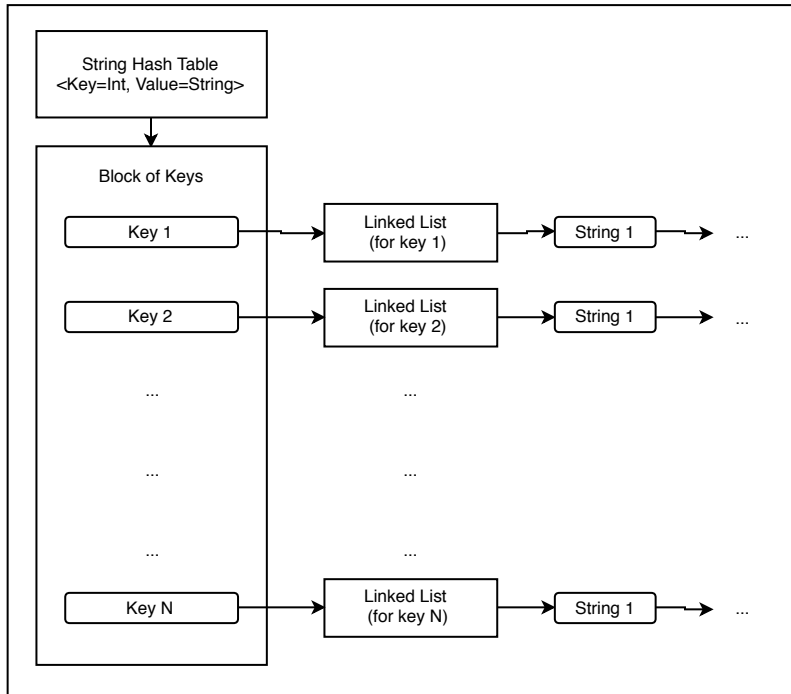 String Hash Table
<Key=Int, Value=String>
Block of Keys
Key 1
Linked List
(for key 1)
String 1
...
Key 2
Linked List
(for key 2)
String 1
...
...
...
...
...
...
...
Key N
Linked List
(for key N)
String 1
...